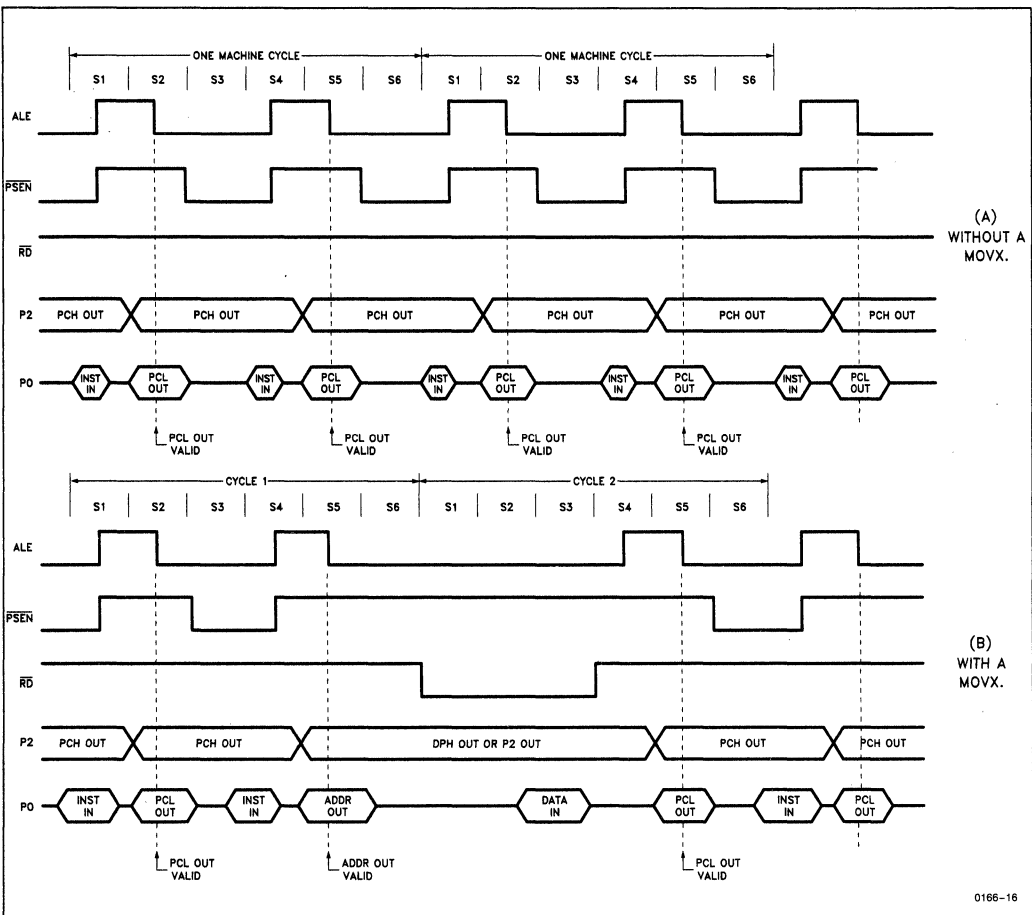 ONE MACHINE CYCLE ONE MACHINE CYCLE
S1 S2 S3 S4 S5 S6 S1 S2 S3 S4 S5 S6
ALE
PSEN
RD
(A)
WITHOUT A
MOVX.
P2 PCH OUT PCH OUT PCH OUT PCH OUT PCH OUT PCH OUT
P0 INST IN PCL OUT INST IN PCL OUT INST IN PCL OUT INST IN PCL OUT INST IN PCL OUT
PCL OUT VALID PCL OUT VALID PCL OUT VALID PCL OUT VALID
CYCLE 1 CYCLE 2
S1 S2 S3 S4 S5 S6 S1 S2 S3 S4 S5 S6
ALE
PSEN
RD
(B)
WITH A
MOVX.
P2 PCH OUT PCH OUT DPH OUT OR P2 OUT PCH OUT PCH OUT
P0 INST IN PCL OUT INST IN ADDR OUT DATA IN PCL OUT INST IN PCL OUT
PCL OUT VALID ADDR OUT VALID PCL OUT VALID
0166-16